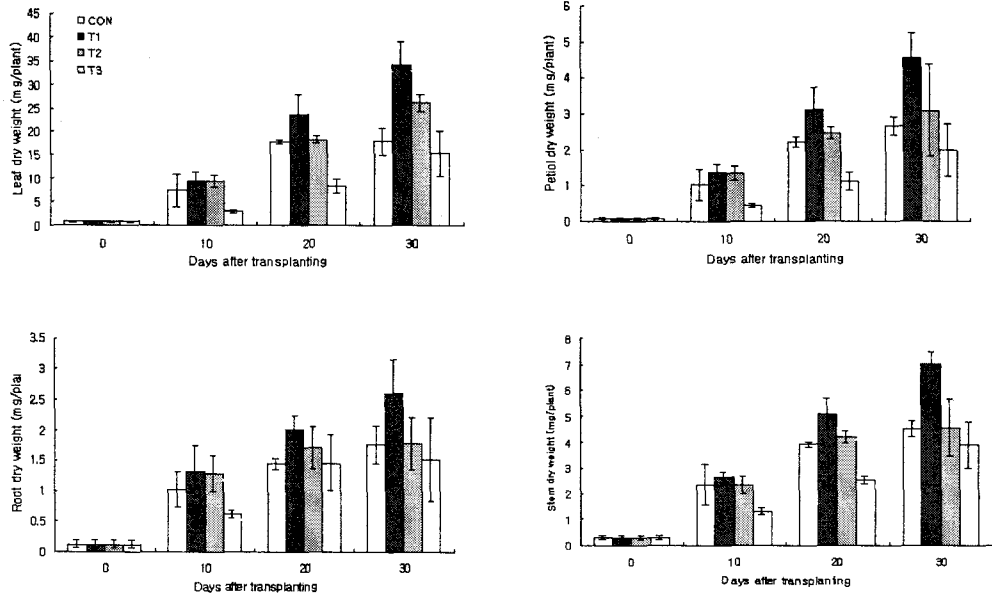 Leaf dry weight (mg/plant)
45
40
35
30
25
20
15
10
5
0
CON
T1
T2
T3
0 10 20 30
Days after transplanting
Petiol dry weight (mg/plant)
6
5
4
3
2
1
0
0 10 20 30
Days after transplanting
Root dry weight (mg/plal
3.5
3
2.5
2
1.5
1
0.5
0
0 10 20 30
Days after transplanting
Stem dry weight (mg/plant)
8
7
6
5
4
3
2
1
0
0 10 20 30
Days after transplanting